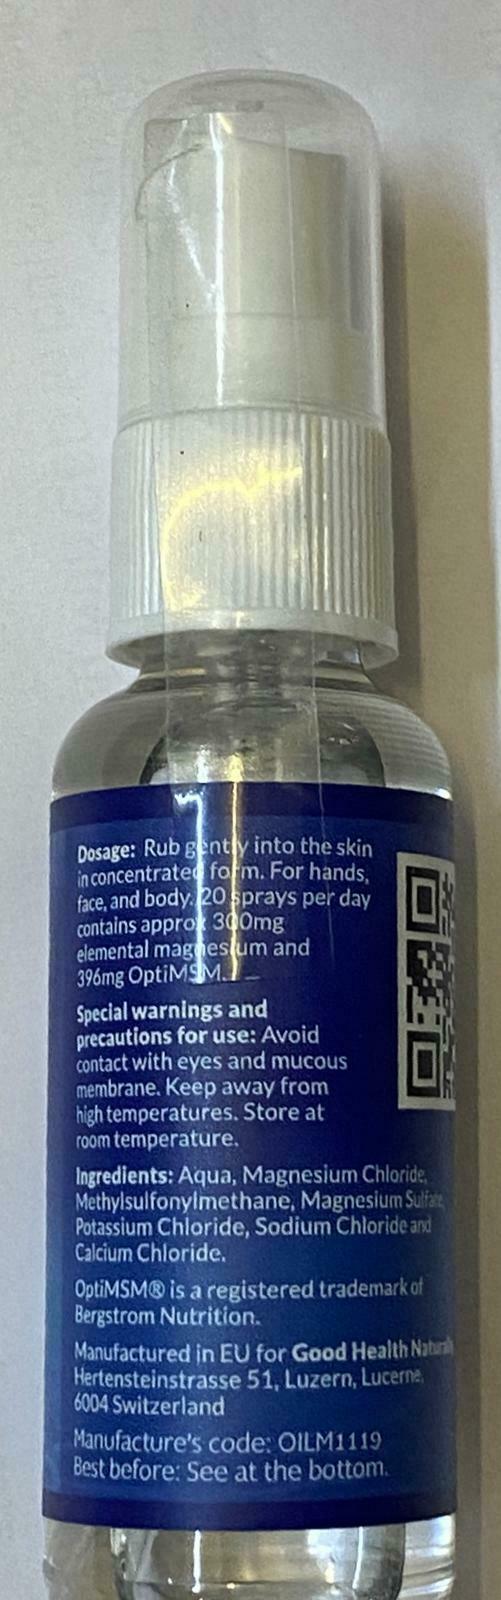 Dosage: Rub gently into the skin
in concentrated form. For hands,
face, and body. 20 sprays per day
contains approx 300mg
elemental magnesium and
396mg OptiMSM.
Special warnings and
precautions for use: Avoid
contact with eyes and mucous
membrane. Keep away from
high temperatures. Store at
room temperature.
Ingredients: Aqua, Magnesium Chloride,
Methylsulfonylmethane, Magnesium Sulfate,
Potassium Chloride, Sodium Chloride and
Calcium Chloride.
OptiMSM® is a registered trademark of
Bergstrom Nutrition.
Manufactured in EU for Good Health Naturally
Hertensteinstrasse 51, Luzern, Lucerne,
6004 Switzerland
Manufacture's code: OILM1119
Best before: See at the bottom.